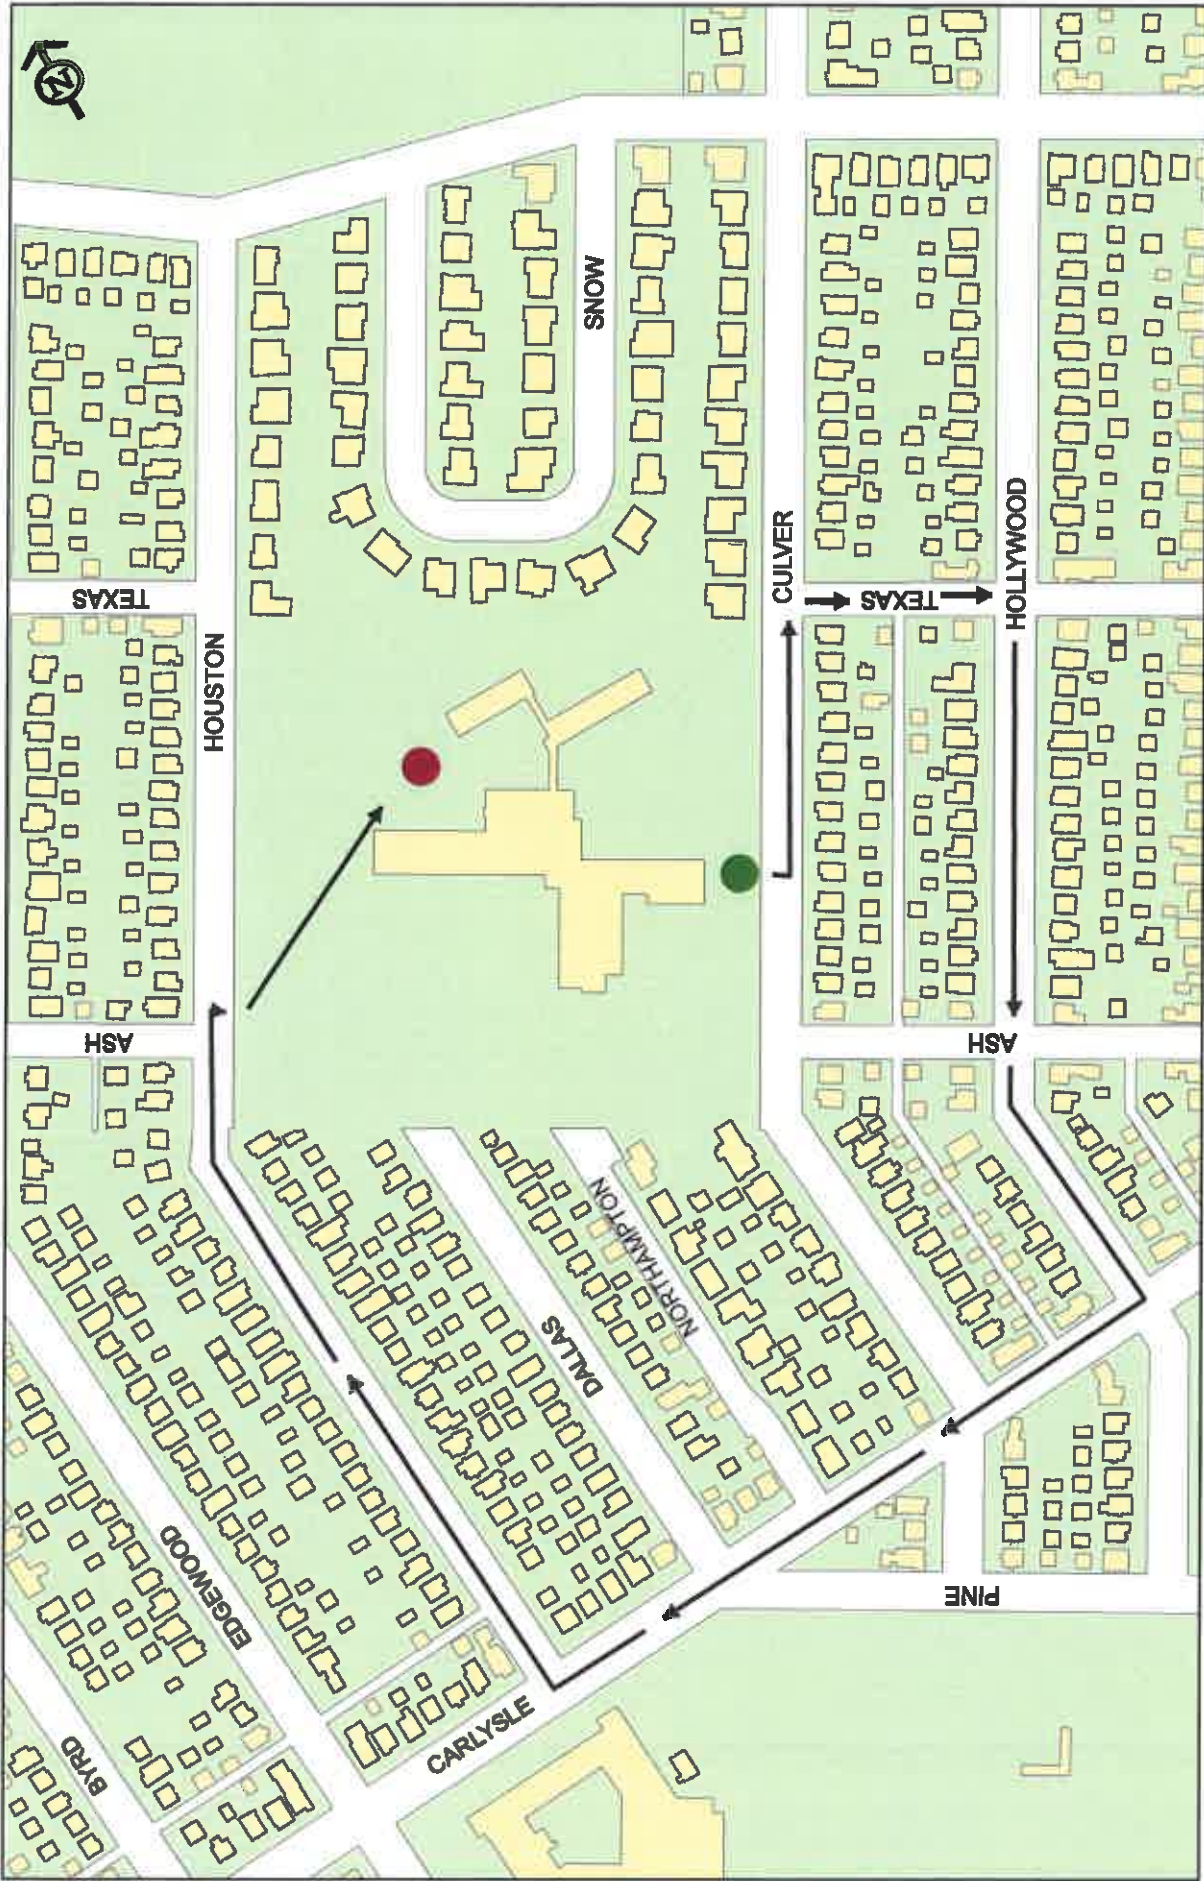 N
SNOW
TEXAS
HOUSTON
CULVER
TEXAS
HOLLYWOOD
ASH
ASH
NORTHAMPTON
DALLAS
EDGEWOOD
PINE
CARLYSLE
BYRD